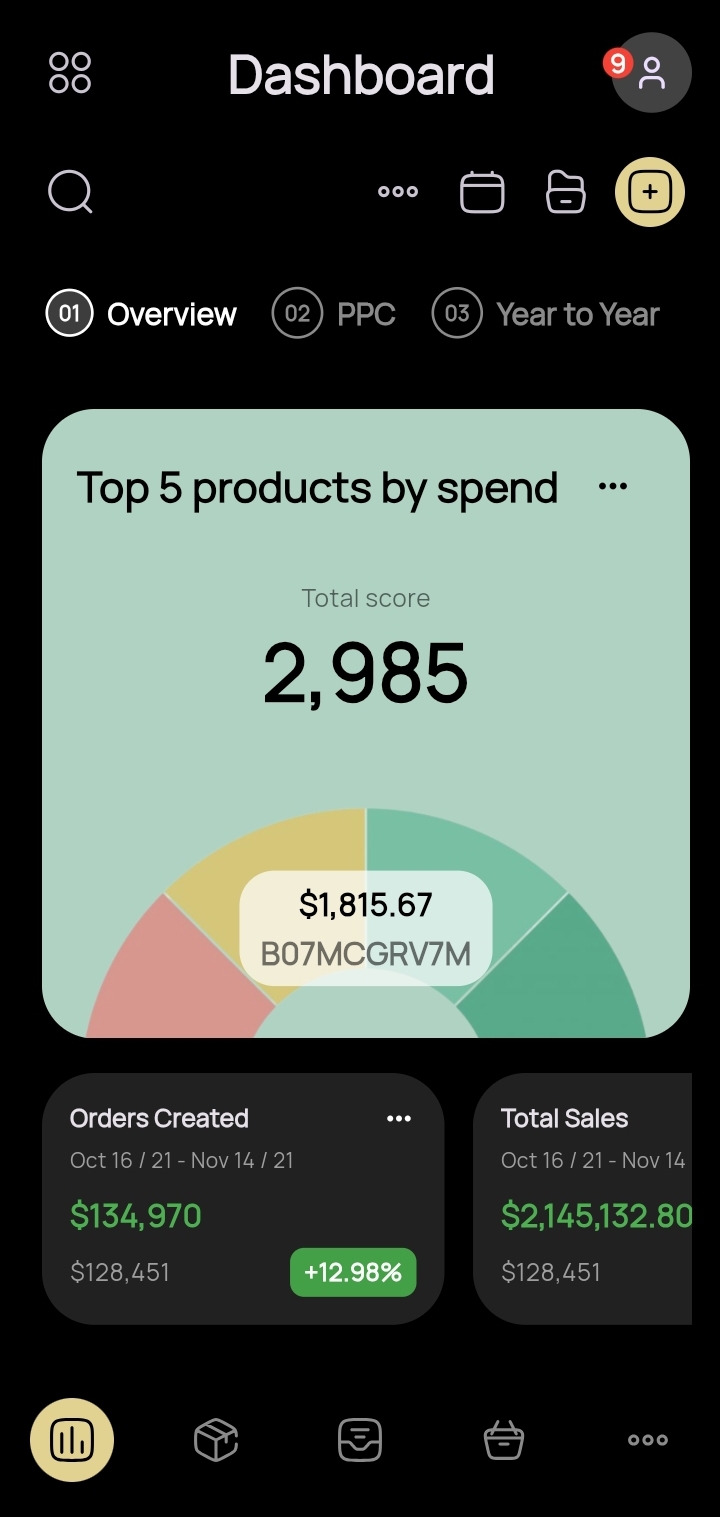 Dashboard
9
01 Overview
02 PPC
03 Year to Year
Top 5 products by spend
Total score
2,985
$1,815.67
B07MCGRV7M
Orders Created
Oct 16 / 21 - Nov 14 / 21
$134,970
$128,451
+12.98%
Total Sales
Oct 16 / 21 - Nov 14
$2,145,132.80
$128,451